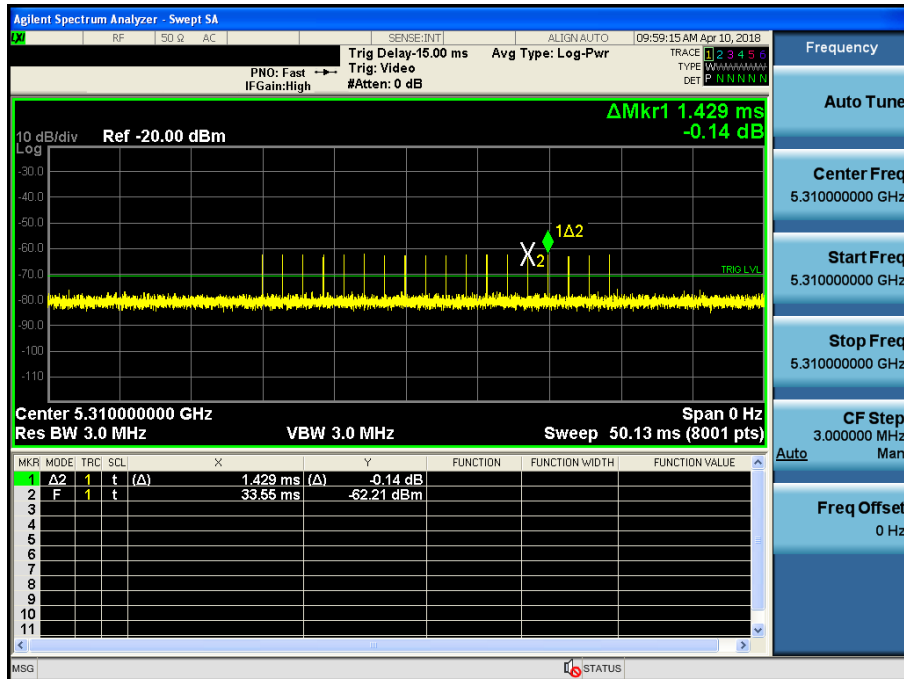 Agilent Spectrum Analyzer - Swept SA
LXI RF 50 Ω AC SENSE:INT ALIGN AUTO 09:59:15 AM Apr 10, 2018
Trig Delay-15.00 ms Avg Type: Log-Pwr TRACE 1 2 3 4 5 6
PNO: Fast Trig: Video TYPE WWWWWW
IFGain:High #Atten: 0 dB DET P N N N N N
ΔMkr1 1.429 ms
-0.14 dB
10 dB/div Ref -20.00 dBm
Log
-30.0
-40.0
-50.0
1Δ2
-60.0
X2
TRIG LVL
-70.0
-80.0
-90.0
-100
-110
Center 5.310000000 GHz Span 0 Hz
Res BW 3.0 MHz VBW 3.0 MHz Sweep 50.13 ms (8001 pts)
MKR MODE TRC SCL X Y FUNCTION FUNCTION WIDTH FUNCTION VALUE
1 Δ2 1 t (Δ) 1.429 ms (Δ) -0.14 dB
2 F 1 t 33.55 ms -62.21 dBm
3
4
5
6
7
8
9
10
11
MSG STATUS
Frequency
Auto Tune
Center Freq
5.310000000 GHz
Start Freq
5.310000000 GHz
Stop Freq
5.310000000 GHz
CF Step
3.000000 MHz
Auto Man
Freq Offset
0 Hz